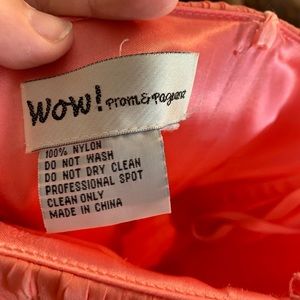 WOW! Prom & Pageant
100% NYLON
DO NOT WASH
DO NOT DRY CLEAN
PROFESSIONAL SPOT
CLEAN ONLY
MADE IN CHINA